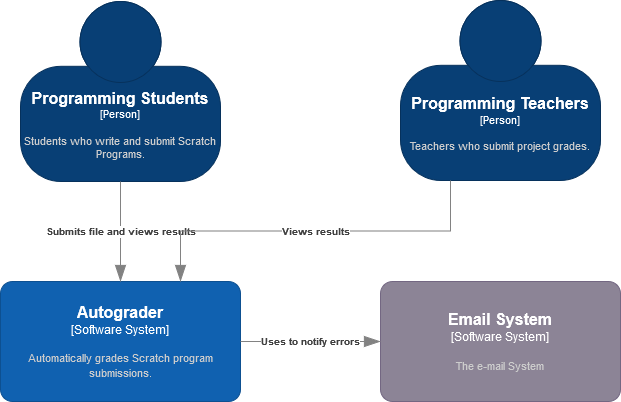 Programming Students
[Person]
Students who write and submit Scratch
Programs.
Programming Teachers
[Person]
Teachers who submit project grades.
Submits file and views results
Views results
Autograder
[Software System]
Automatically grades Scratch program
submissions.
Uses to notify errors
Email System
[Software System]
The e-mail System